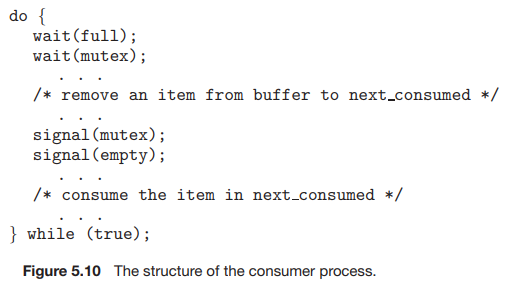 do {
wait(full);
wait(mutex);
. . .
/* remove an item from buffer to next_consumed */
. . .
signal(mutex);
signal(empty);
. . .
/* consume the item in next_consumed */
. . .
} while (true);
Figure 5.10 The structure of the consumer process.